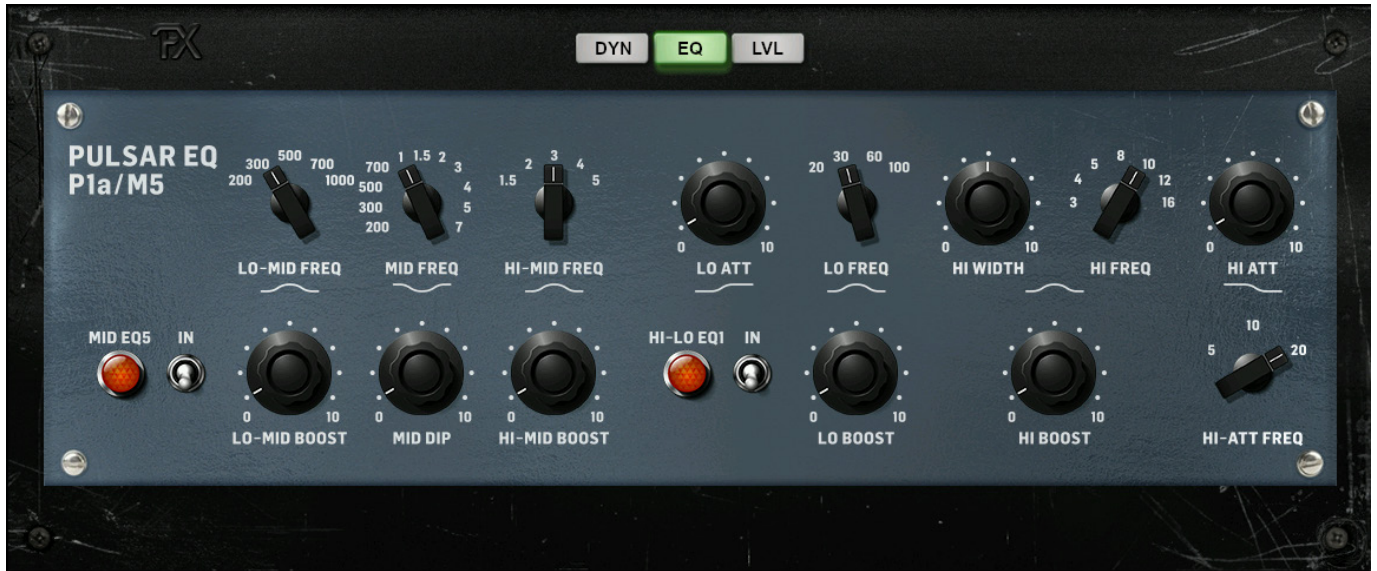 FX
DYN EQ LVL
PULSAR EQ
P1a/M5
200 300 500 700 1000
LO-MID FREQ
200 300 500 700 1 1.5 2 3 4 5 7
MID FREQ
1.5 2 3 4 5
HI-MID FREQ
0 10
LO ATT
20 30 60 100
LO FREQ
0 10
HI WIDTH
3 4 5 8 10 12 16
HI FREQ
0 10
HI ATT
MID EQ5
IN
0 10
LO-MID BOOST
0 10
MID DIP
0 10
HI-MID BOOST
HI-LO EQ1
IN
0 10
LO BOOST
0 10
HI BOOST
5 10 20
HI-ATT FREQ